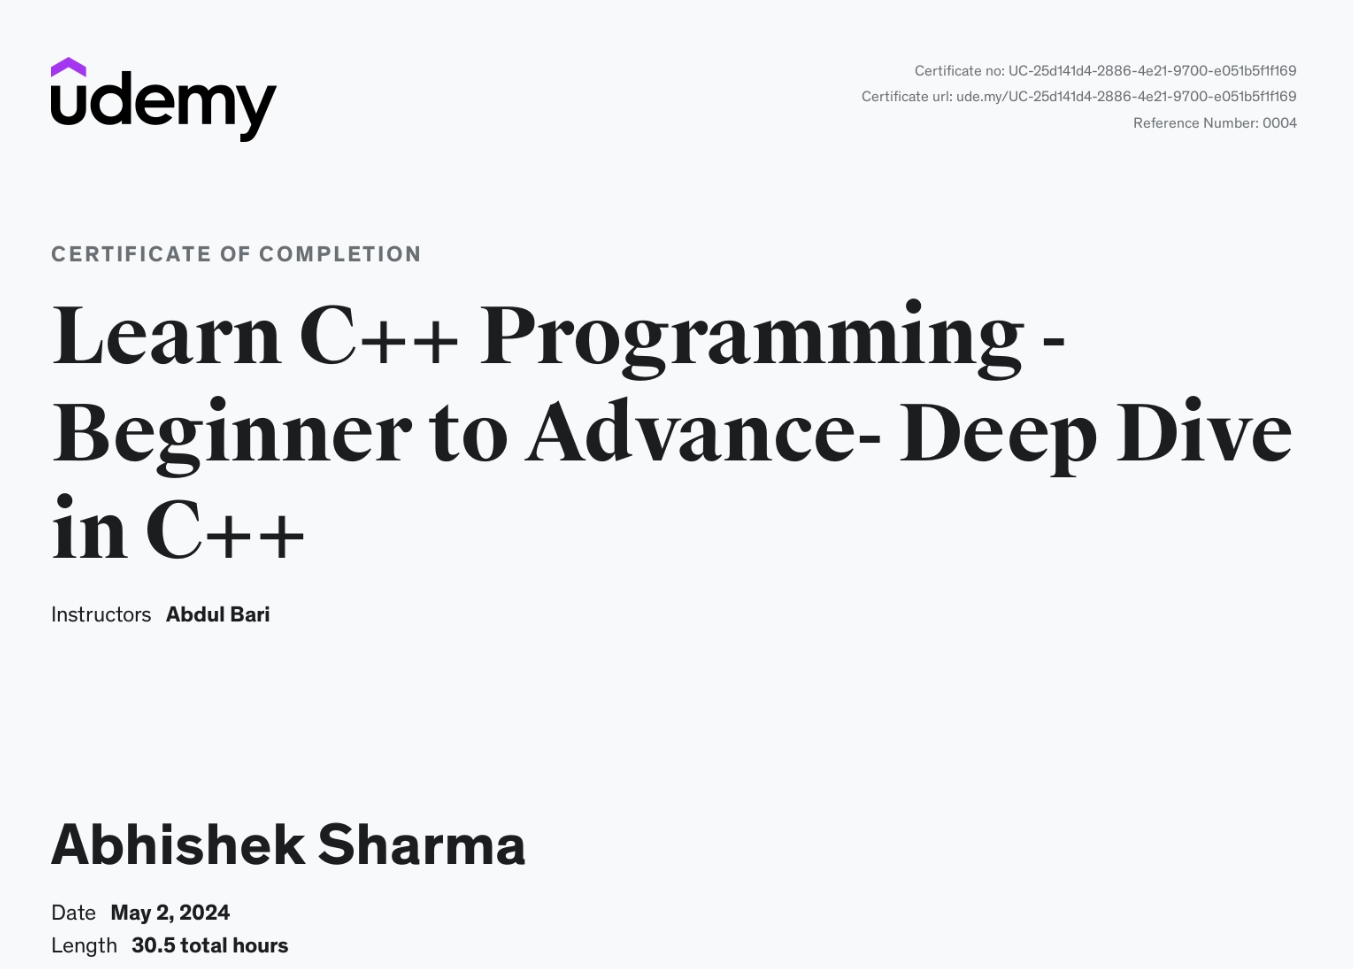 udemy
Certificate no: UC-25d141d4-2886-4e21-9700-e051b5f1f169
Certificate url: ude.my/UC-25d141d4-2886-4e21-9700-e051b5f1f169
Reference Number: 0004
CERTIFICATE OF COMPLETION
Learn C++ Programming -
Beginner to Advance- Deep Dive
in C++
Instructors Abdul Bari
Abhishek Sharma
Date May 2, 2024
Length 30.5 total hours